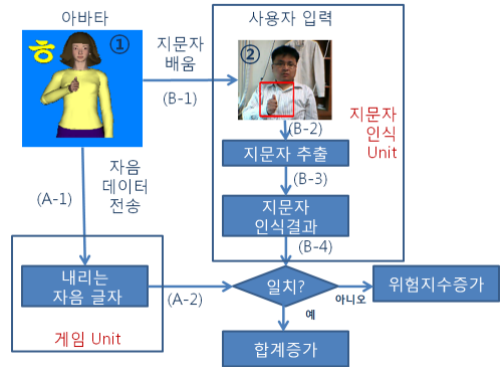 아바타
사용자 입력
ㅎ
①
②
지문자
배움
(B-1)
(B-2)
지문자
인식
Unit
지문자 추출
(B-3)
자음
데이터
전송
(A-1)
지문자
인식결과
(B-4)
내리는
자음 글자
(A-2)
일치?
아니오
위험지수증가
예
게임 Unit
합계증가